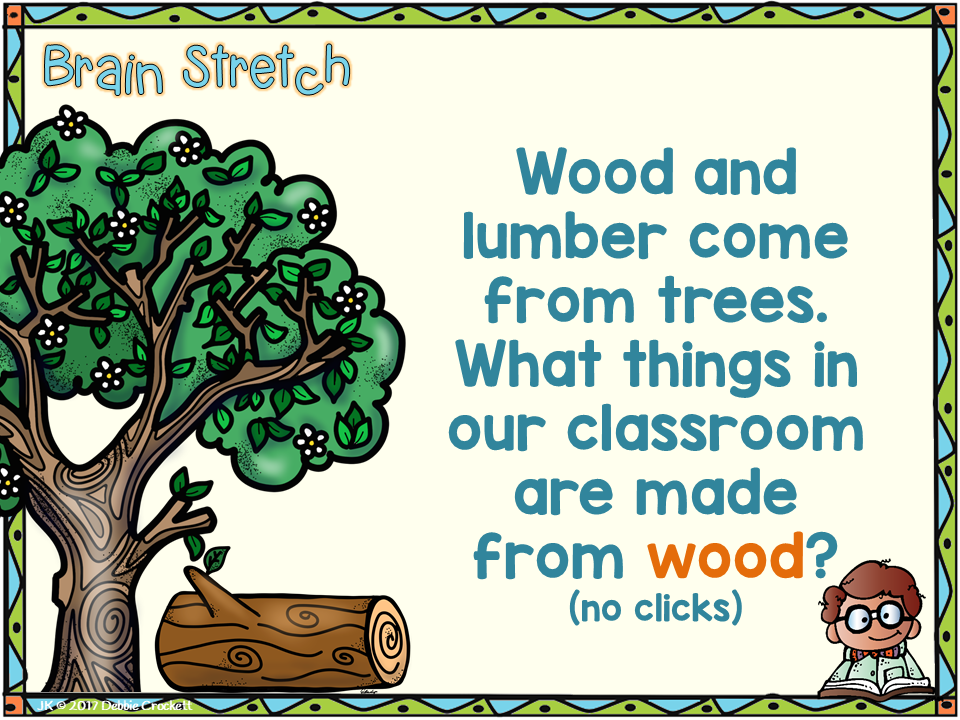 Brain Stretch
Wood and
lumber come
from trees.
What things in
our classroom
are made
from wood?
(no clicks)
JK © 2017 Debbie Crockett